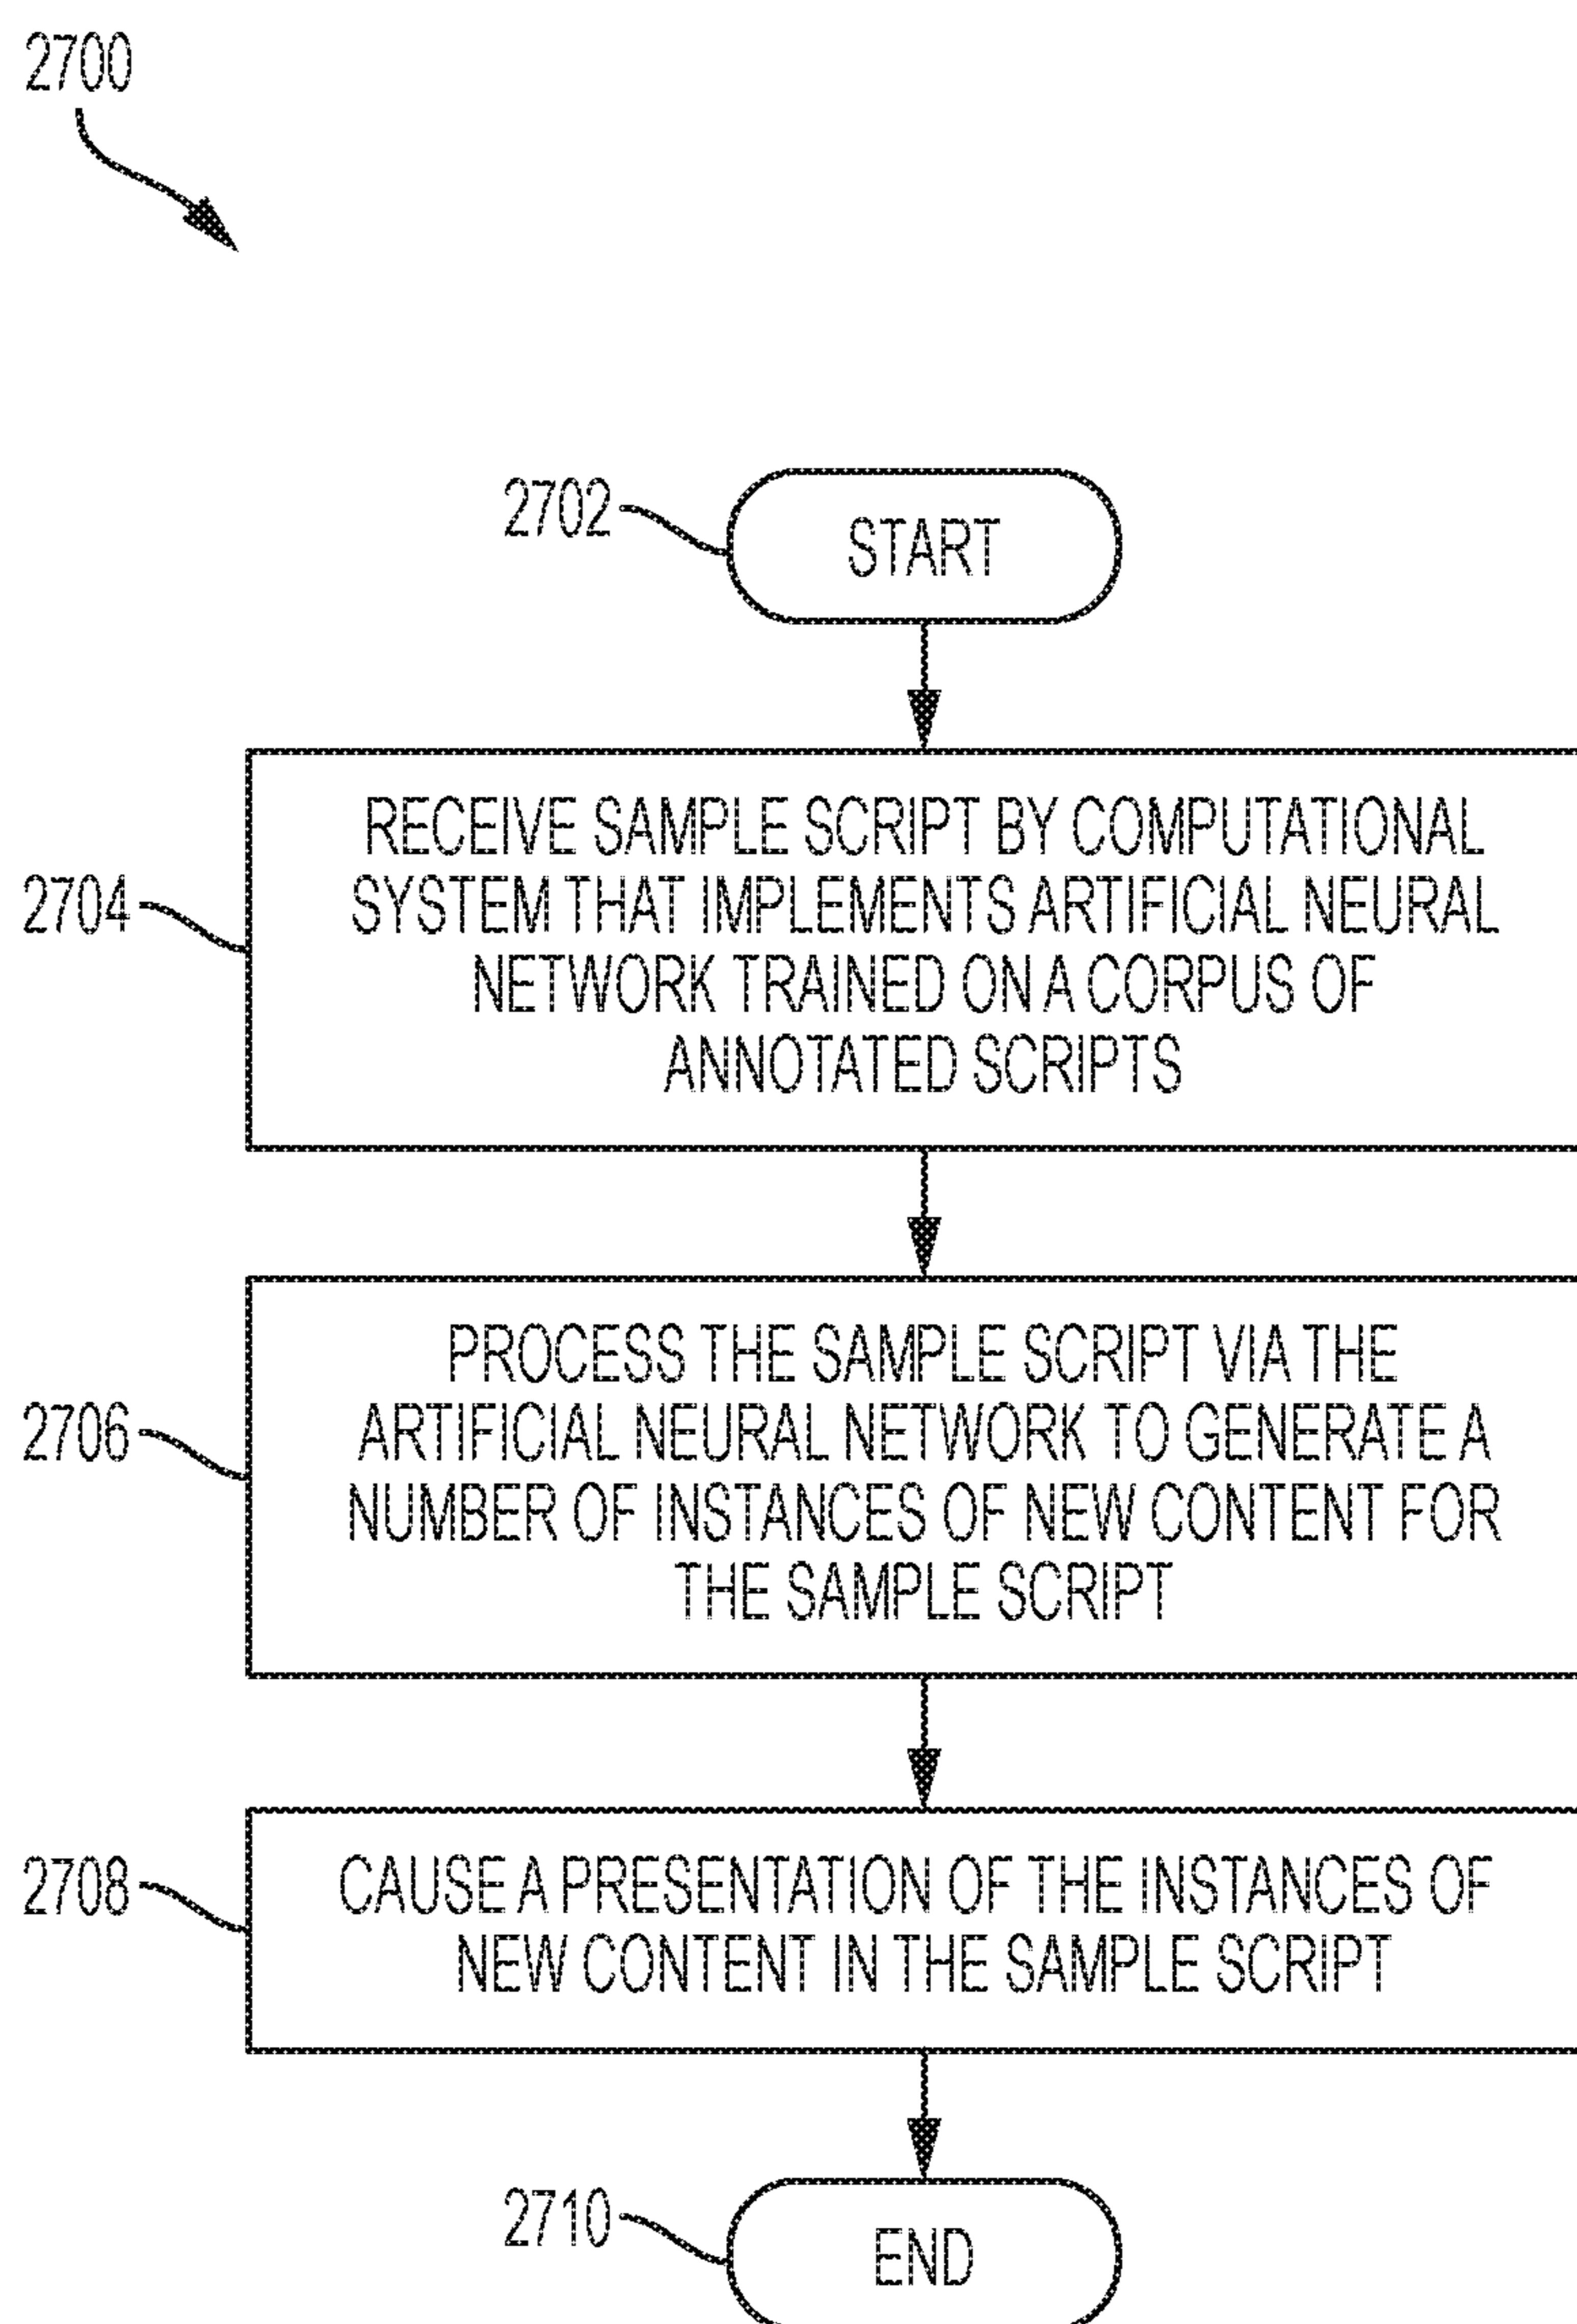 2700
2702
START
2704
RECEIVE SAMPLE SCRIPT BY COMPUTATIONAL
SYSTEM THAT IMPLEMENTS ARTIFICIAL NEURAL
NETWORK TRAINED ON A CORPUS OF
ANNOTATED SCRIPTS
2706
PROCESS THE SAMPLE SCRIPT VIA THE
ARTIFICIAL NEURAL NETWORK TO GENERATE A
NUMBER OF INSTANCES OF NEW CONTENT FOR
THE SAMPLE SCRIPT
2708
CAUSE A PRESENTATION OF THE INSTANCES OF
NEW CONTENT IN THE SAMPLE SCRIPT
2710
END